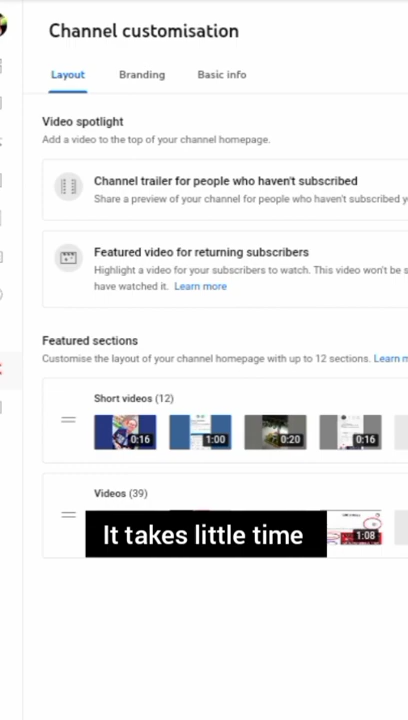 Channel customisation
Layout Branding Basic info
Video spotlight
Add a video to the top of your channel homepage.
Channel trailer for people who haven't subscribed
Share a preview of your channel for people who haven't subscribed
Featured video for returning subscribers
Highlight a video for your subscribers to watch. This video won't be
have watched it. Learn more
Featured sections
Customise the layout of your channel homepage with up to 12 sections. Learn
Short videos (12)
0:16 1:00 0:20 0:16
Videos (39)
It takes little time
1:08